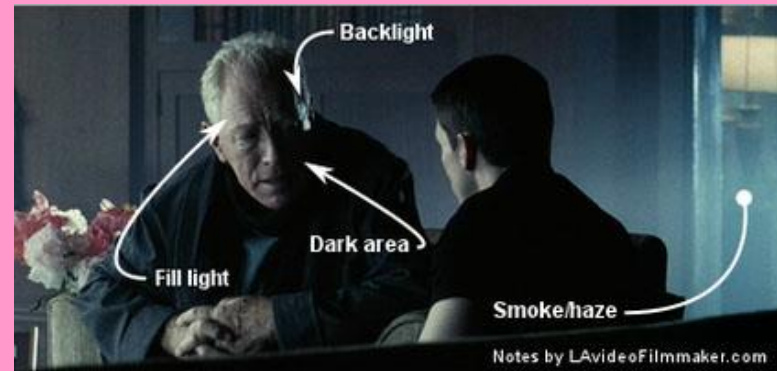 Backlight
Dark area
Fill light
Smoke/haze
Notes by LAvideoFilmmaker.com